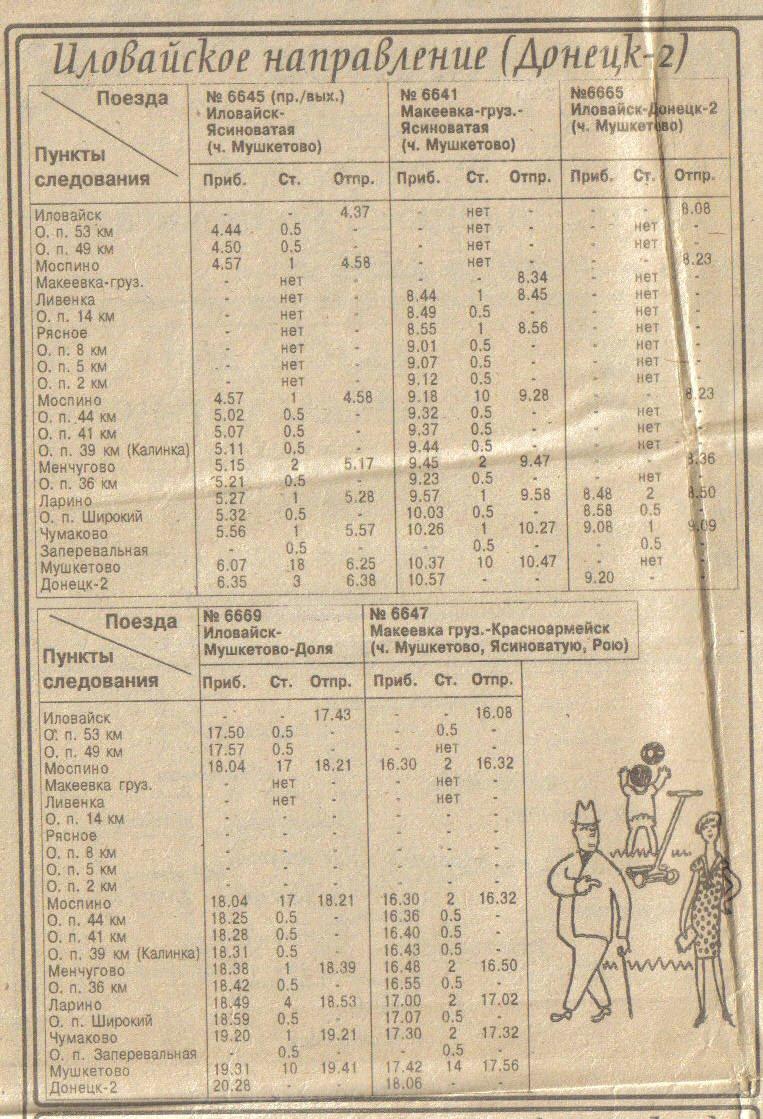 Иловайское направление (Донецк-2)
Поезда
Пункты
следования
№ 6645 (пр./вых.)
Иловайск-
Ясиноватая
(ч. Мушкетово)
№ 6641
Макеевка-груз.-
Ясиноватая
(ч. Мушкетово)
№6665
Иловайск-Донецк-2
(ч. Мушкетово)
Приб. Ст. Отпр. Приб. Ст. Отпр. Приб. Ст. Отпр.
Иловайск - - 4.37 - нет - - - 8.08
О. п. 53 км 4.44 0.5 - - нет - - нет -
О. п. 49 км 4.50 0.5 - - нет - - нет -
Моспино 4.57 1 4.58 - нет - - - 8.23
Макеевка-груз. - нет - - - 8.34 - нет -
Ливенка - нет - 8.44 1 8.45 - нет -
О. п. 14 км - нет - 8.49 0.5 - - нет -
Рясное - нет - 8.55 1 8.56 - нет -
О. п. 8 км - нет - 9.01 0.5 - - нет -
О. п. 5 км - нет - 9.07 0.5 - - нет -
О. п. 2 км - нет - 9.12 0.5 - - нет -
Моспино 4.57 1 4.58 9.18 10 9.28 - - 8.23
О. п. 44 км 5.02 0.5 - 9.32 0.5 - - нет -
О. п. 41 км 5.07 0.5 - 9.37 0.5 - - нет -
О. п. 39 км (Калинка) 5.11 0.5 - 9.44 0.5 - - нет -
Менчугово 5.15 2 5.17 9.45 2 9.47 - - 8.36
О. п. 36 км 5.21 0.5 - 9.23 0.5 - - нет -
Ларино 5.27 1 5.28 9.57 1 9.58 8.48 2 8.50
О. п. Широкий 5.32 0.5 - 10.03 0.5 - 8.58 0.5 -
Чумаково 5.56 1 5.57 10.26 1 10.27 9.08 1 9.09
Заперевальная - 0.5 - - 0.5 - - 0.5 -
Мушкетово 6.07 18 6.25 10.37 10 10.47 - нет -
Донецк-2 6.35 3 6.38 10.57 - - 9.20 - -
Поезда
Пункты
следования
№ 6669
Иловайск-
Мушкетово-Доля
№ 6647
Макеевка груз.-Красноармейск
(ч. Мушкетово, Ясиноватую, Рою)
Приб. Ст. Отпр. Приб. Ст. Отпр.
Иловайск - - 17.43 - - 16.08
О. п. 53 км 17.50 0.5 - - 0.5 -
О. п. 49 км 17.57 0.5 - - нет -
Моспино 18.04 17 18.21 16.30 2 16.32
Макеевка груз. - нет - - нет -
Ливенка - нет - - нет -
О. п. 14 км - - - - - -
Рясное - - - - - -
О. п. 8 км - - - - - -
О. п. 5 км - - - - - -
О. п. 2 км - - - - - -
Моспино 18.04 17 18.21 16.30 2 16.32
О. п. 44 км 18.25 0.5 - 16.36 0.5 -
О. п. 41 км 18.28 0.5 - 16.40 0.5 -
О. п. 39 км (Калинка) 18.31 0.5 - 16.43 0.5 -
Менчугово 18.38 1 18.39 16.48 2 16.50
О. п. 36 км 18.42 0.5 - 16.55 0.5 -
Ларино 18.49 4 18.53 17.00 2 17.02
О. п. Широкий 18.59 0.5 - 17.07 0.5 -
Чумаково 19.20 1 19.21 17.30 2 17.32
О. п. Заперевальная - 0.5 - - 0.5 -
Мушкетово 19.31 10 19.41 17.42 14 17.56
Донецк-2 20.28 - - 18.06 - -